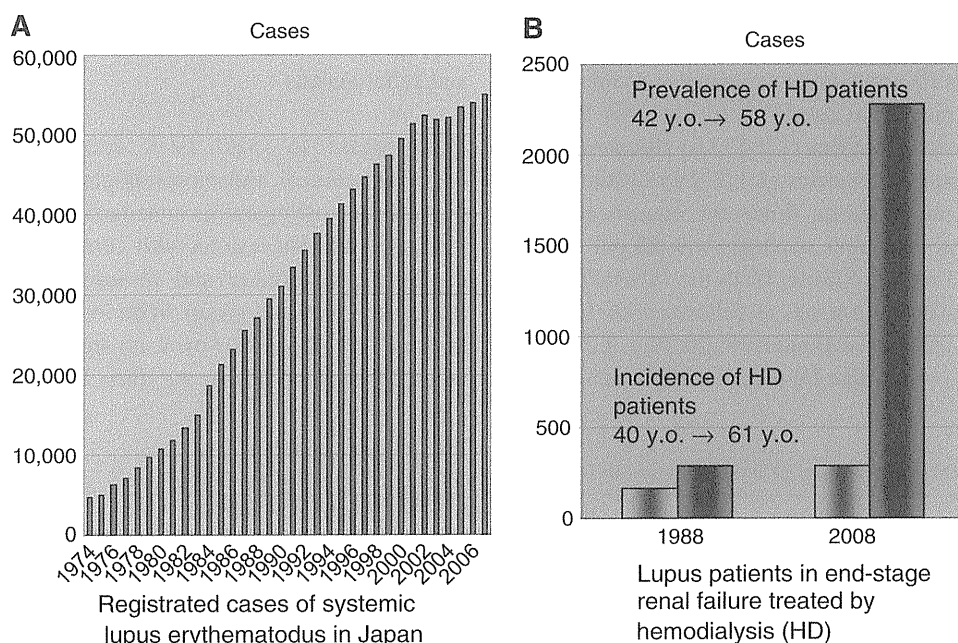 A
Cases
60,000
50,000
40,000
30,000
20,000
10,000
0
1974
1976
1978
1980
1982
1984
1986
1988
1990
1992
1994
1996
1998
2000
2002
2004
2006
Registrated cases of systemic
lupus erythematodus in Japan
B
Cases
2500
2000
1500
1000
500
0
Prevalence of HD patients
42 y.o.→ 58 y.o.
Incidence of HD
patients
40 y.o. → 61 y.o.
1988
2008
Lupus patients in end-stage
renal failure treated by
hemodialysis (HD)